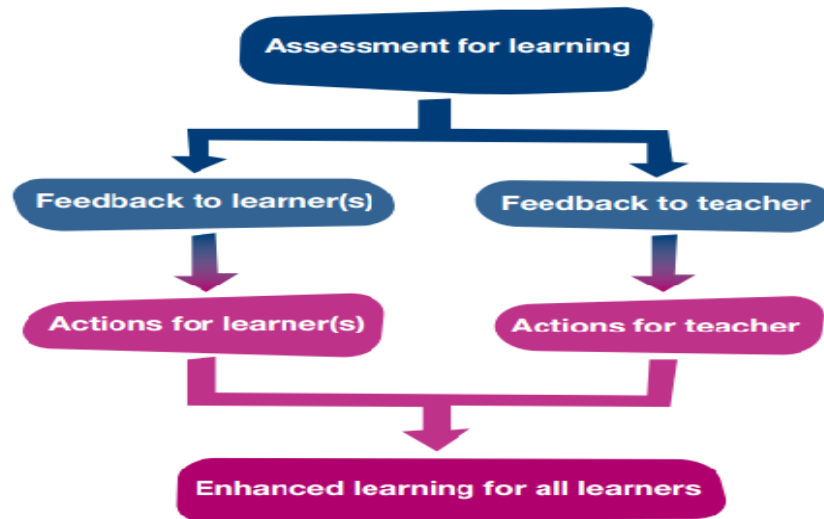 Assessment for learning
Feedback to learner(s)
Feedback to teacher
Actions for learner(s)
Actions for teacher
Enhanced learning for all learners